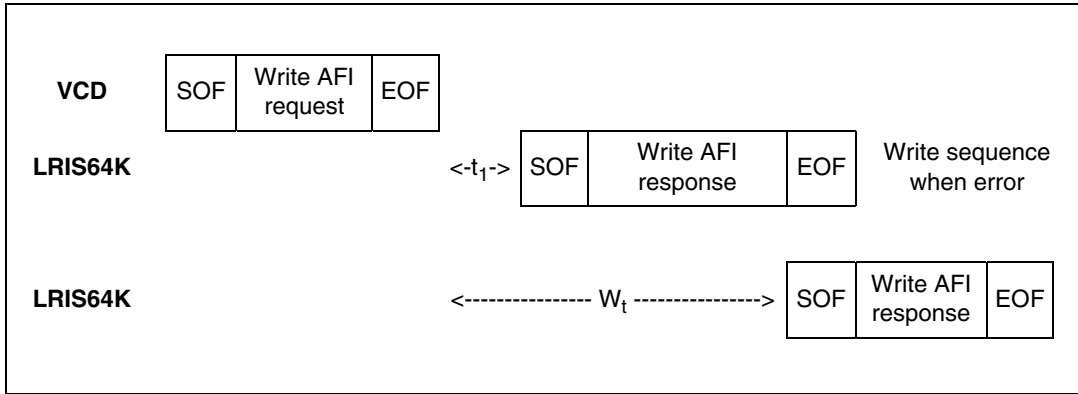 VCD SOF Write AFI request EOF
LRIS64K <-t₁-> SOF Write AFI response EOF Write sequence when error
LRIS64K <---------------- Wₜ ---------------> SOF Write AFI response EOF